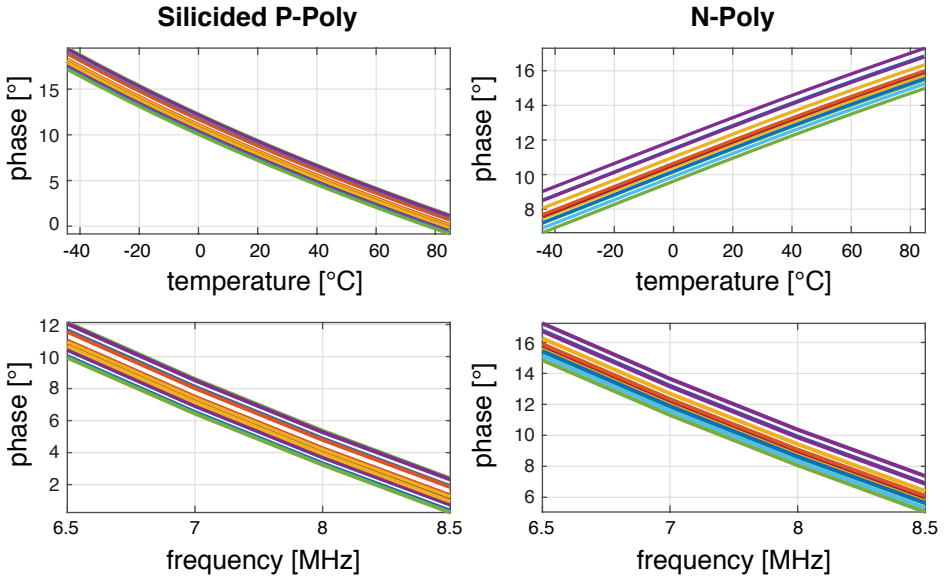 Silicided P-Poly
N-Poly
phase [°]
15
10
5
0
-40 -20 0 20 40 60 80
temperature [°C]
phase [°]
16
14
12
10
8
-40 -20 0 20 40 60 80
temperature [°C]
phase [°]
12
10
8
6
4
2
6.5 7 8 8.5
frequency [MHz]
phase [°]
16
14
12
10
8
6
6.5 7 8 8.5
frequency [MHz]